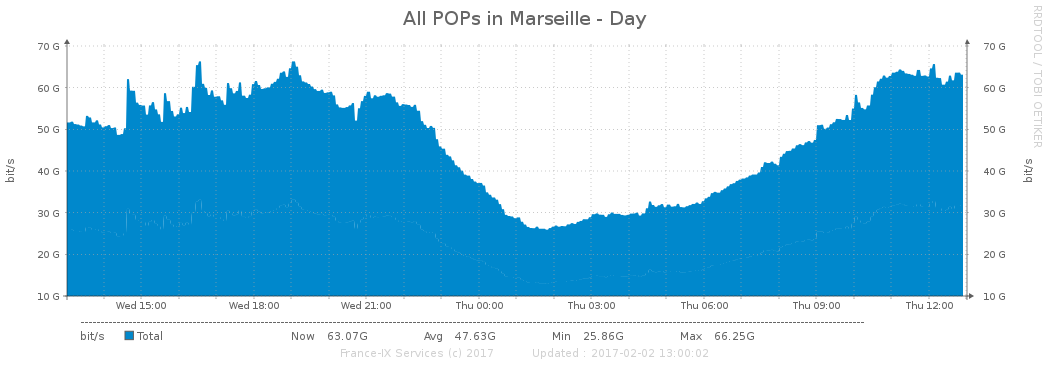 All POPs in Marseille - Day
RRDTOOL / TOBI OETIKER
bit/s
70 G
60 G
50 G
40 G
30 G
20 G
10 G
70 G
60 G
50 G
40 G
30 G
20 G
10 G
bit/s
Wed 15:00 Wed 18:00 Wed 21:00 Thu 00:00 Thu 03:00 Thu 06:00 Thu 09:00 Thu 12:00
bit/s Total Now 63.07G Avg 47.63G Min 25.86G Max 66.25G
France-IX Services (c) 2017 Updated : 2017-02-02 13:00:02